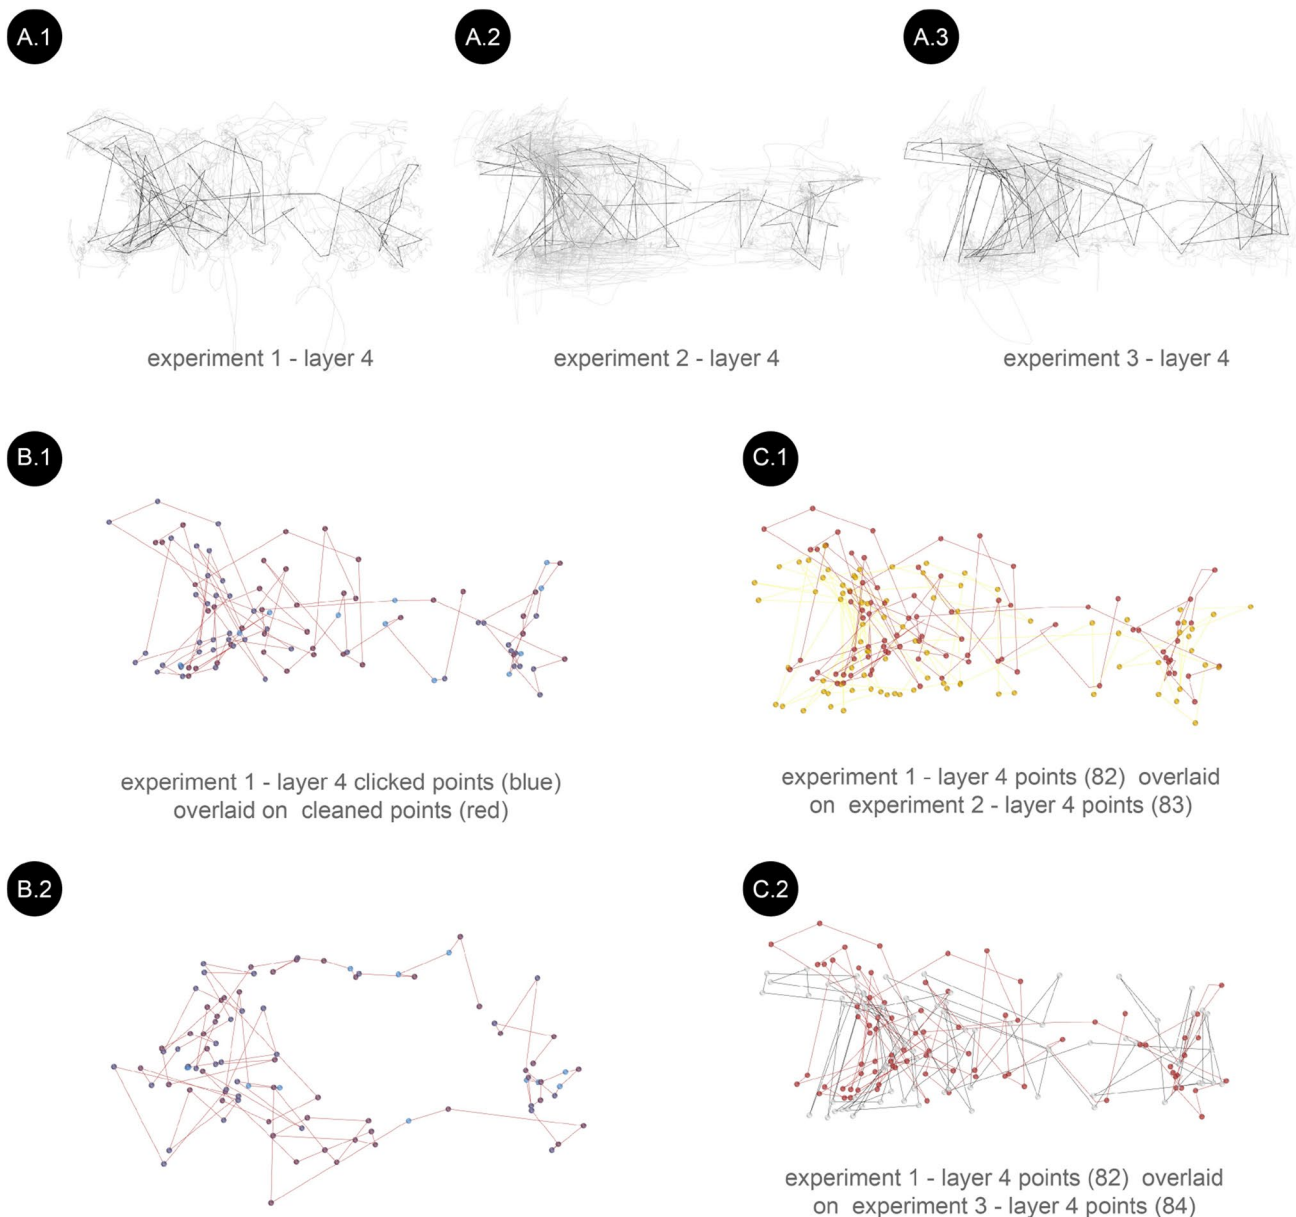 A.1
A.2
A.3
experiment 1 - layer 4
experiment 2 - layer 4
experiment 3 - layer 4
B.1
C.1
experiment 1 - layer 4 clicked points (blue)
overlaid on cleaned points (red)
experiment 1 - layer 4 points (82) overlaid
on experiment 2 - layer 4 points (83)
B.2
C.2
experiment 1 - layer 4 points (82) overlaid
on experiment 3 - layer 4 points (84)